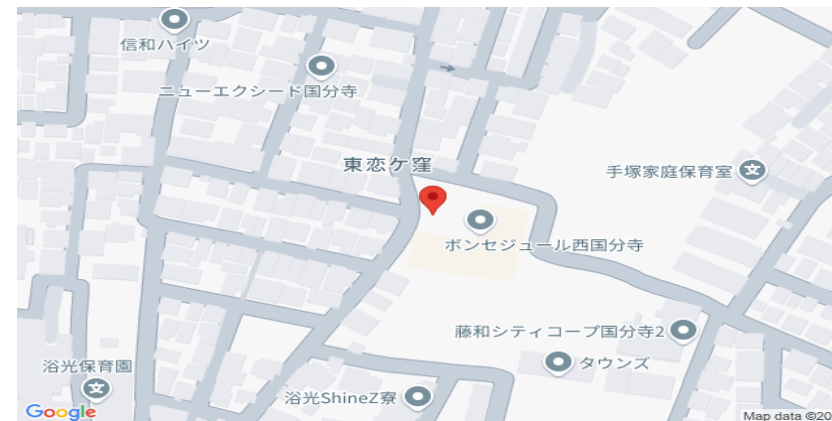 信和ハイツ
ニューエクシード国分寺
東恋ケ窪
手塚家庭保育室
ボンセジュール西国分寺
藤和シティコープ国分寺2
タウンズ
浴光保育園
浴光ShineZ寮
Google
Map data ©20